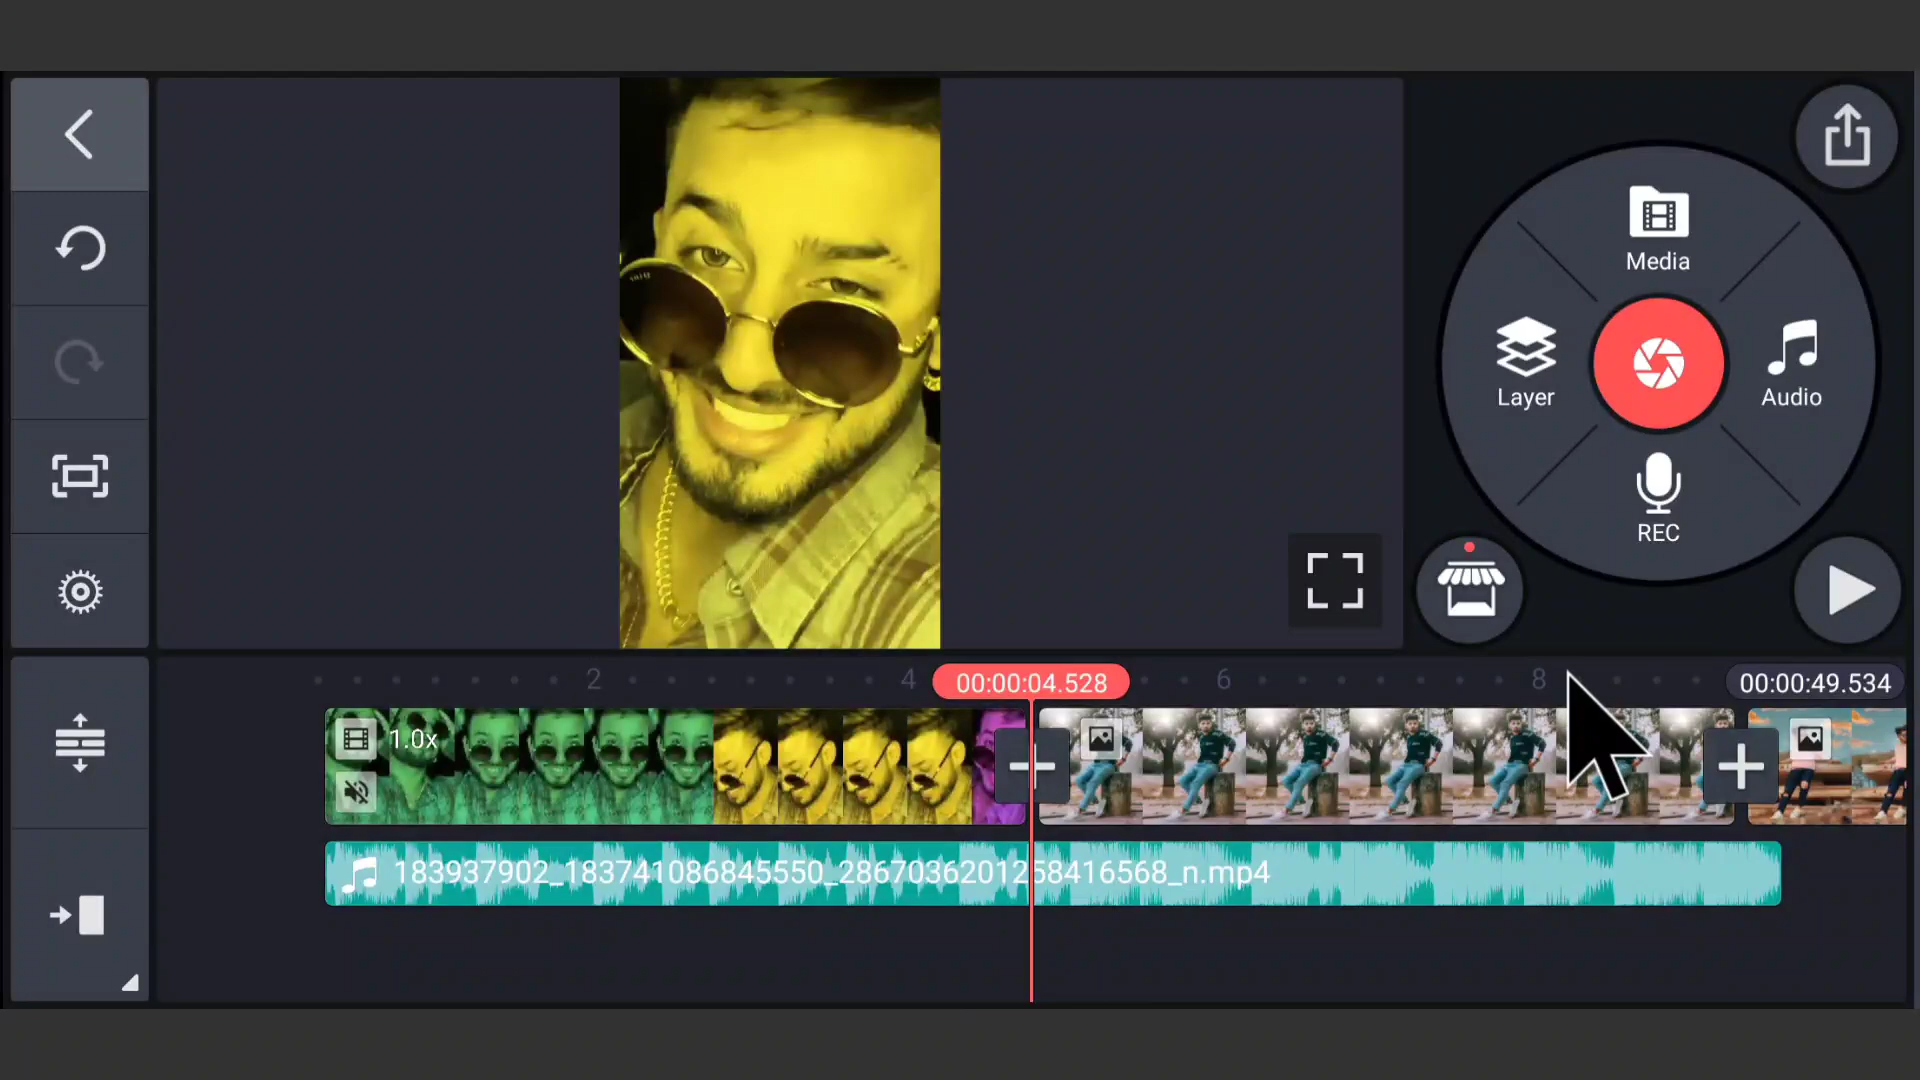 Media
Layer
Audio
REC
2
4
00:00:04.528
6
8
00:00:49.534
1.0x
183937902_183741086845550_2867036201258416568_n.mp4